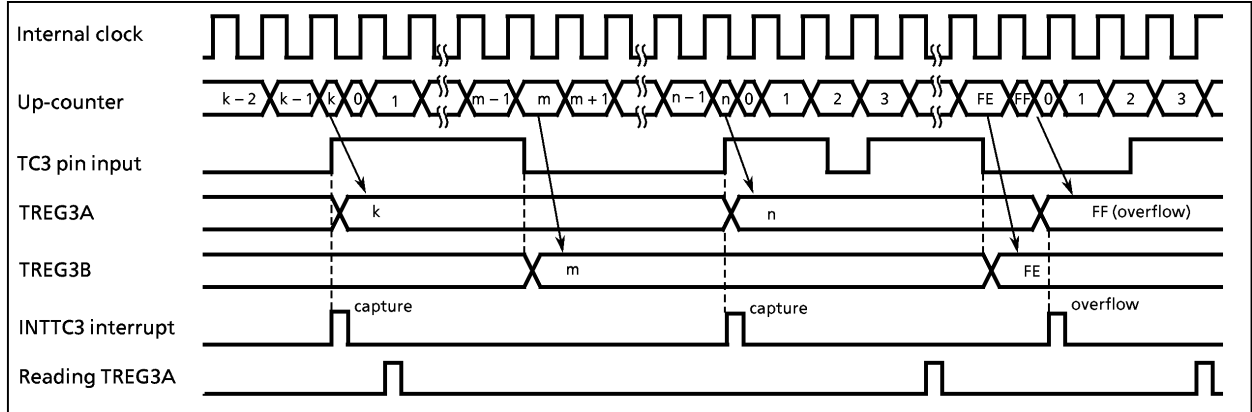 Internal clock
Up-counter k – 2 k – 1 k 0 1 m – 1 m m + 1 n – 1 n 0 1 2 3 FE FF 0 1 2 3
TC3 pin input
TREG3A k n FF (overflow)
TREG3B m FE
capture capture overflow
INTTC3 interrupt
Reading TREG3A